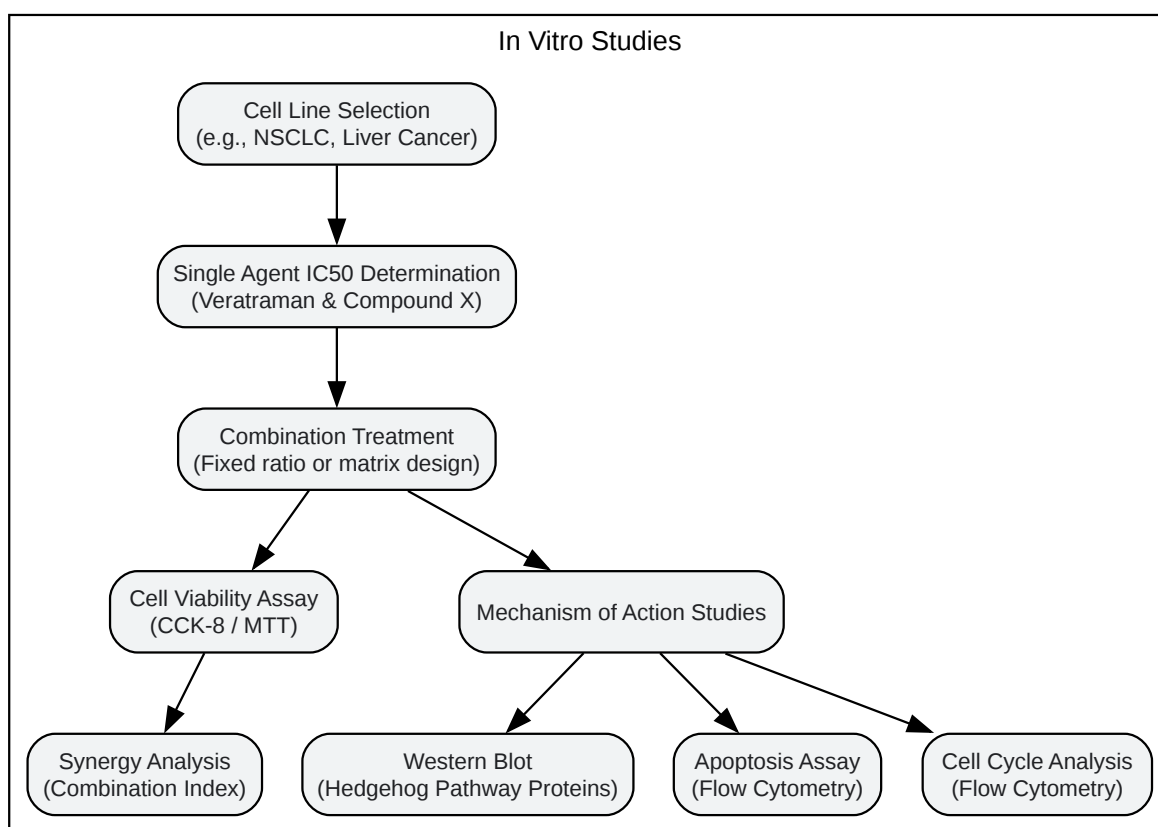 In Vitro Studies
Cell Line Selection
(e.g., NSCLC, Liver Cancer)
Single Agent IC50 Determination
(Veratraman & Compound X)
Combination Treatment
(Fixed ratio or matrix design)
Cell Viability Assay
(CCK-8 / MTT)
Mechanism of Action Studies
Synergy Analysis
(Combination Index)
Western Blot
(Hedgehog Pathway Proteins)
Apoptosis Assay
(Flow Cytometry)
Cell Cycle Analysis
(Flow Cytometry)